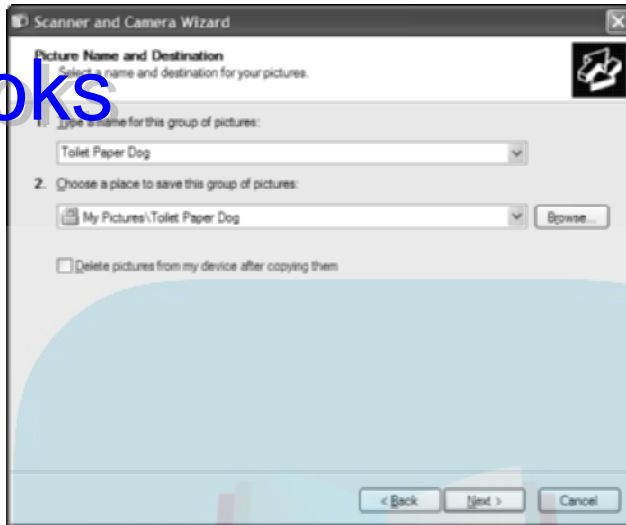 Scanner and Camera Wizard
Picture Name and Destination
Select a name and destination for your pictures.
oks
1. Type a name for this group of pictures:
Toilet Paper Dog
2. Choose a place to save this group of pictures:
My Pictures\Toilet Paper Dog
Browse...
Delete pictures from my device after copying them
< Back
Next >
Cancel